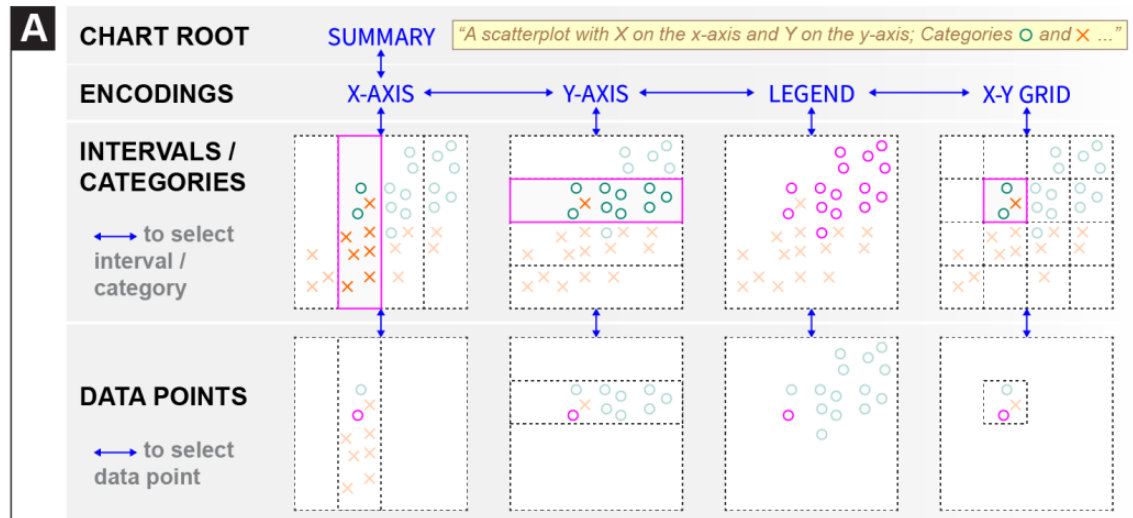 A
CHART ROOT
SUMMARY
“A scatterplot with X on the x-axis and Y on the y-axis; Categories O and X ...”
ENCODINGS
X-AXIS
Y-AXIS
LEGEND
X-Y GRID
INTERVALS /
CATEGORIES
to select
interval /
category
DATA POINTS
to select
data point